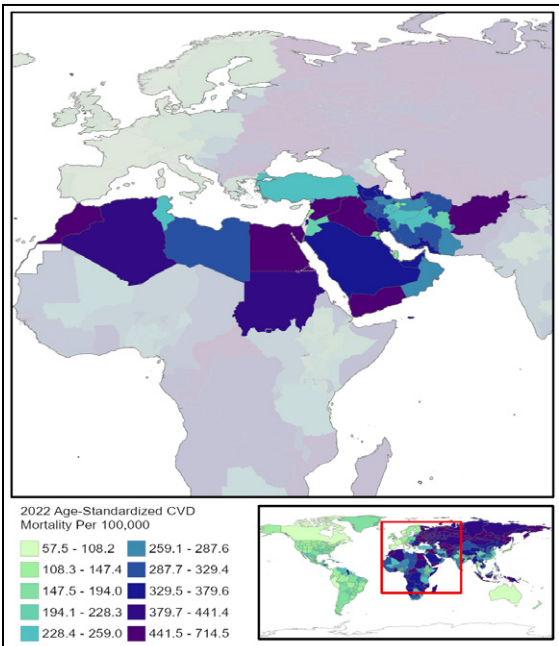 2022 Age-Standardized CVD
Mortality Per 100,000
57.5 - 108.2
108.3 - 147.4
147.5 - 194.0
194.1 - 228.3
228.4 - 259.0
259.1 - 287.6
287.7 - 329.4
329.5 - 379.6
379.7 - 441.4
441.5 - 714.5